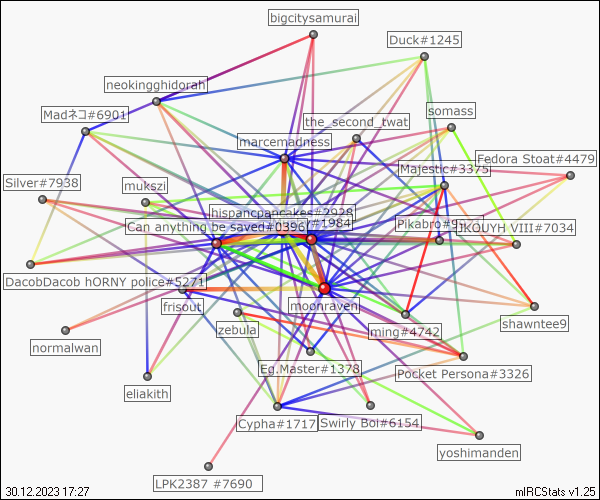 bigcitysamurai
Duck#1245
neokingghidorah
Madネコ#6901
the_second_twat
somass
marcemadness
Majestic#3375
Fedora Stoat#4479
Silver#7938
mukszi
hispancpancakes#2928
Can anything be saved#0396
#1984
JKOUYH VIII#7034
DacobDacob hORNY police#5271
frisout
moonraven
zebula
ming#4742
shawntee9
normalwan
Eg.Master#1378
Pocket Persona#3326
eliakith
Cypha#1717
Swirly Boi#6154
yoshimanden
LPK2387 #7690
30.12.2023 17:27
mIRCStats v1.25